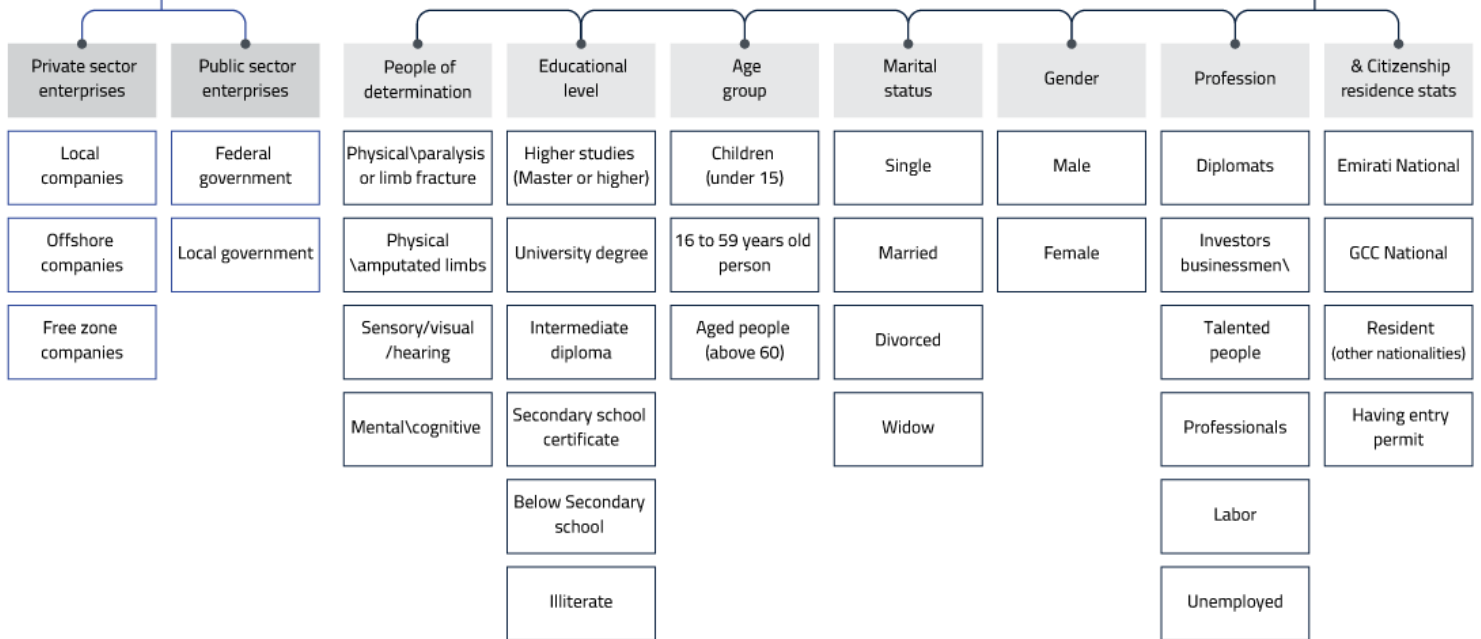 Private sector
enterprises
Public sector
enterprises
People of
determination
Educational
level
Age
group
Marital
status
Gender
Profession
& Citizenship
residence stats
Local
companies
Offshore
companies
Free zone
companies
Federal
government
Local government
Physical\paralysis
or limb fracture
Physical
\amputated limbs
Sensory/visual
/hearing
Mental\cognitive
Higher studies
(Master or higher)
University degree
Intermediate
diploma
Secondary school
certificate
Below Secondary
school
Illiterate
Children
(under 15)
16 to 59 years old
person
Aged people
(above 60)
Single
Married
Divorced
Widow
Male
Female
Diplomats
Investors
businessmen\
Talented
people
Professionals
Labor
Unemployed
Emirati National
GCC National
Resident
(other nationalities)
Having entry
permit